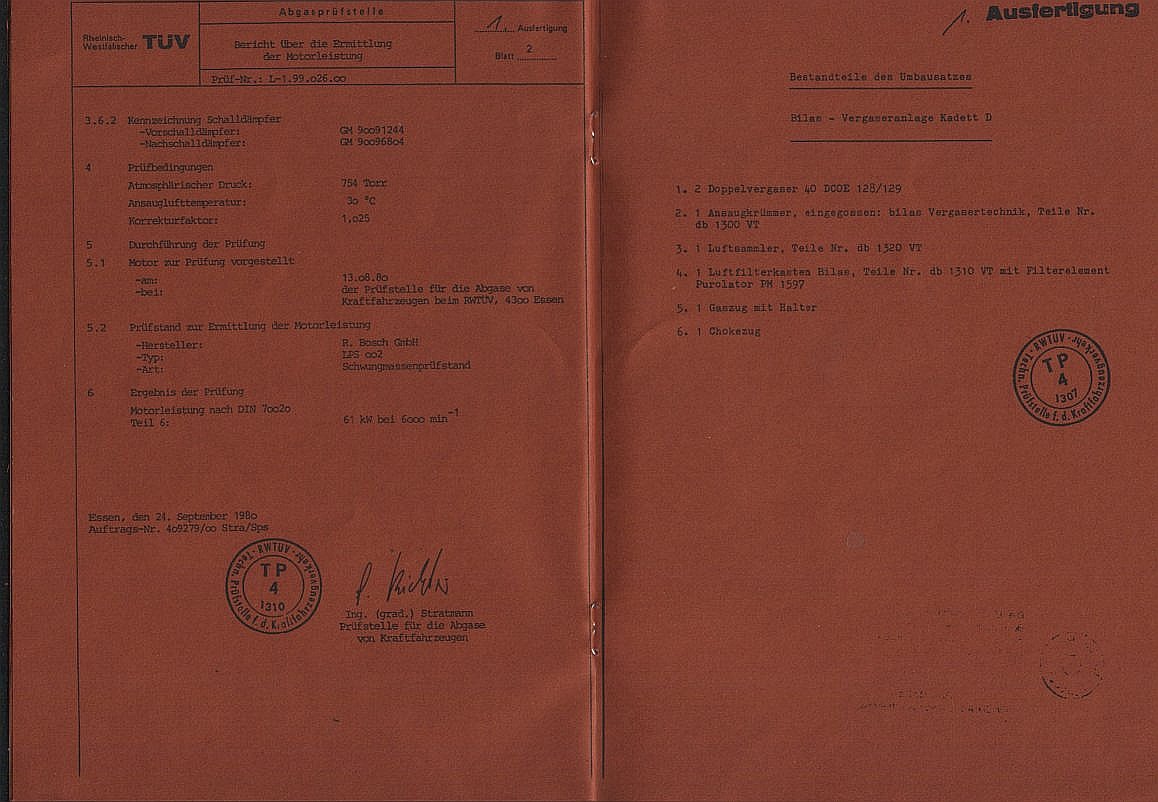 Abgasprüfstelle
Rheinisch-
Westfälischer TÜV
Bericht über die Ermittlung
der Motorleistung
Prüf-Nr.: L-1.99.o26.oo
1. Ausfertigung
Blatt 2
3.6.2 Kennzeichnung Schalldämpfer
-Vorschalldämpfer: GM 9oo91244
-Nachschalldämpfer: GM 9oo968o4
4 Prüfbedingungen
Atmosphärischer Druck: 754 Torr
Ansauglufttemperatur: 3o °C
Korrekturfaktor: 1,o25
5 Durchführung der Prüfung
5.1 Motor zur Prüfung vorgestellt
-am: 13.o8.8o
-bei: der Prüfstelle für die Abgase von
Kraftfahrzeugen beim RWTÜV, 43oo Essen
5.2 Prüfstand zur Ermittlung der Motorleistung
-Hersteller: R. Bosch GmbH
-Typ: LPS oo2
-Art: Schwungmassenprüfstand
6 Ergebnis der Prüfung
Motorleistung nach DIN 7oo2o
Teil 6: 61 kW bei 6ooo min-1
Essen, den 24. September 198o
Auftrags-Nr. 4o9279/oo Stra/Sps
RWTÜV
Techn. Prüfstelle f. d. Kraftfahrzeugverkehr
TP
4
1310
Ing. (grad.) Stratmann
Prüfstelle für die Abgase
von Kraftfahrzeugen
1. Ausfertigung
Bestandteile des Umbausatzes
Bilas - Vergaseranlage Kadett D
1. 2 Doppelvergaser 40 DCOE 128/129
2. 1 Ansaugkrümmer, eingegossen: bilas Vergasertechnik, Teile Nr.
db 1300 VT
3. 1 Luftsammler, Teile Nr. db 1320 VT
4. 1 Luftfilterkasten Bilas, Teile Nr. db 1310 VT mit Filterelement
Purolator PM 1597
5. 1 Gaszug mit Halter
6. 1 Chokezug
RWTÜV
Techn. Prüfstelle f. d. Kraftfahrzeugverkehr
TP
4
1307